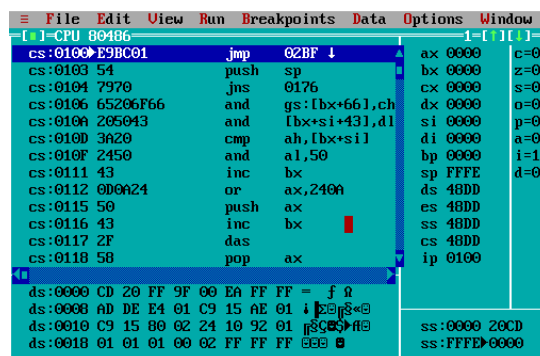 ≡ File Edit View Run Breakpoints Data Options Window
[■]=CPU 80486 1=[↑][↓]
cs:0100►E9BC01 jmp 02BF ↓ ax 0000 c=0
cs:0103 54 push sp bx 0000 z=0
cs:0104 7970 jns 0176 cx 0000 s=0
cs:0106 65206F66 and gs:[bx+66],ch dx 0000 o=0
cs:010A 205043 and [bx+si+43],dl si 0000 p=0
cs:010D 3A20 cmp ah,[bx+si] di 0000 a=0
cs:010F 2450 and al,50 bp 0000 i=1
cs:0111 43 inc bx sp FFFE d=0
cs:0112 0D0A24 or ax,240A ds 48DD
cs:0115 50 push ax es 48DD
cs:0116 43 inc bx ss 48DD
cs:0117 2F das cs 48DD
cs:0118 58 pop ax ip 0100
ds:0000 CD 20 FF 9F 00 EA FF FF = ƒ Ω
ds:0008 AD DE E4 01 C9 15 AE 01
ds:0010 C9 15 80 02 24 10 92 01 ss:0000 20CD
ds:0018 01 01 01 00 02 FF FF FF ss:FFFE►0000